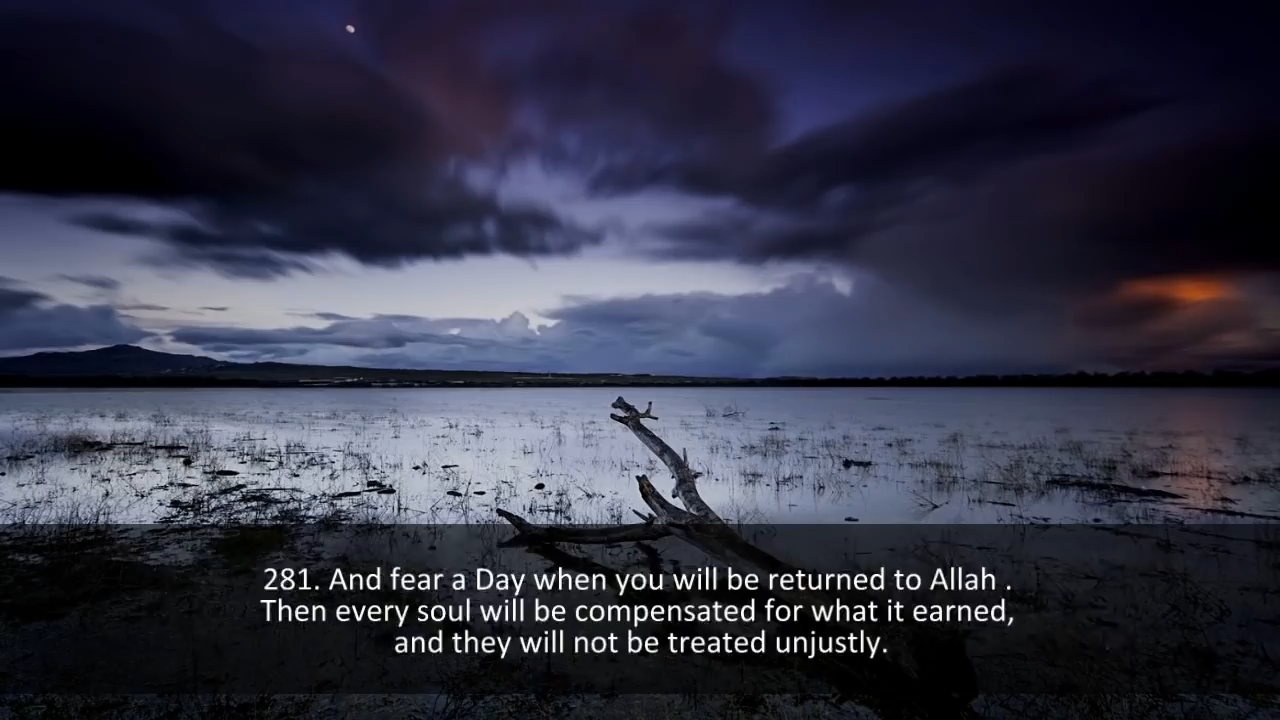 281. And fear a Day when you will be returned to Allah .
Then every soul will be compensated for what it earned,
and they will not be treated unjustly.